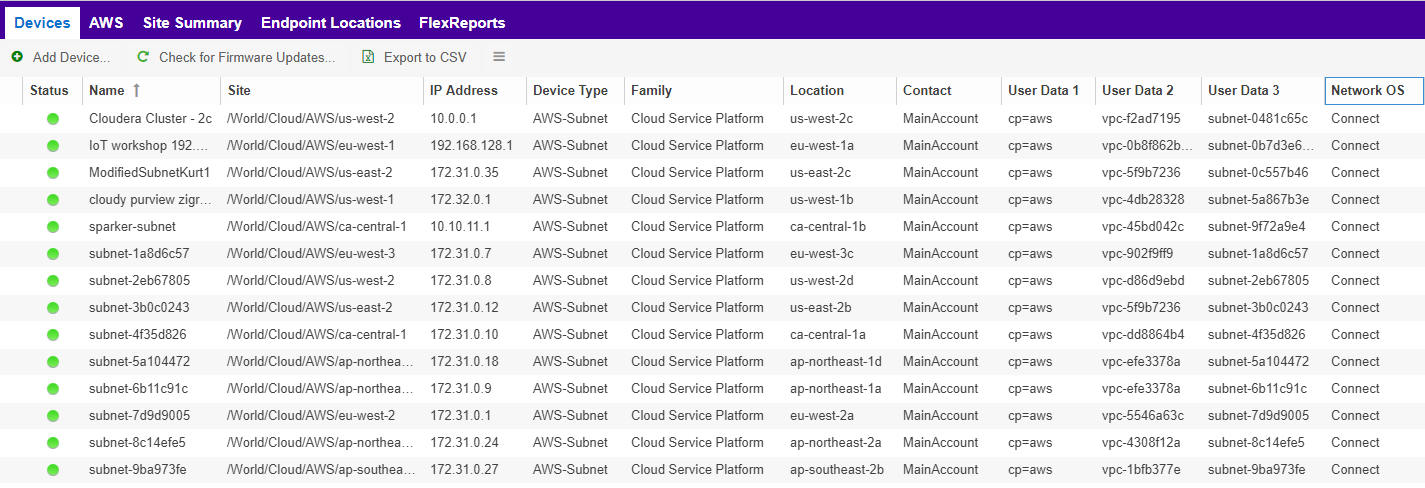 Devices AWS Site Summary Endpoint Locations FlexReports
Add Device... Check for Firmware Updates... Export to CSV
Status Name Site IP Address Device Type Family Location Contact User Data 1 User Data 2 User Data 3 Network OS
Cloudera Cluster - 2c /World/Cloud/AWS/us-west-2 10.0.0.1 AWS-Subnet Cloud Service Platform us-west-2c MainAccount cp=aws vpc-f2ad7195 subnet-0481c65c Connect
IoT workshop 192.… /World/Cloud/AWS/eu-west-1 192.168.128.1 AWS-Subnet Cloud Service Platform eu-west-1a MainAccount cp=aws vpc-0b8f862b… subnet-0b7d3e6… Connect
ModifiedSubnetKurt1 /World/Cloud/AWS/us-east-2 172.31.0.35 AWS-Subnet Cloud Service Platform us-east-2c MainAccount cp=aws vpc-5f9b7236 subnet-0c557b46 Connect
cloudy purview zigr… /World/Cloud/AWS/us-west-1 172.32.0.1 AWS-Subnet Cloud Service Platform us-west-1b MainAccount cp=aws vpc-4db28328 subnet-5a867b3e Connect
sparker-subnet /World/Cloud/AWS/ca-central-1 10.10.11.1 AWS-Subnet Cloud Service Platform ca-central-1b MainAccount cp=aws vpc-45bd042c subnet-9f72a9e4 Connect
subnet-1a8d6c57 /World/Cloud/AWS/eu-west-3 172.31.0.7 AWS-Subnet Cloud Service Platform eu-west-3c MainAccount cp=aws vpc-902f9ff9 subnet-1a8d6c57 Connect
subnet-2eb67805 /World/Cloud/AWS/us-west-2 172.31.0.8 AWS-Subnet Cloud Service Platform us-west-2d MainAccount cp=aws vpc-d86d9ebd subnet-2eb67805 Connect
subnet-3b0c0243 /World/Cloud/AWS/us-east-2 172.31.0.12 AWS-Subnet Cloud Service Platform us-east-2b MainAccount cp=aws vpc-5f9b7236 subnet-3b0c0243 Connect
subnet-4f35d826 /World/Cloud/AWS/ca-central-1 172.31.0.10 AWS-Subnet Cloud Service Platform ca-central-1a MainAccount cp=aws vpc-dd8864b4 subnet-4f35d826 Connect
subnet-5a104472 /World/Cloud/AWS/ap-northea… 172.31.0.18 AWS-Subnet Cloud Service Platform ap-northeast-1d MainAccount cp=aws vpc-efe3378a subnet-5a104472 Connect
subnet-6b11c91c /World/Cloud/AWS/ap-northea… 172.31.0.9 AWS-Subnet Cloud Service Platform ap-northeast-1a MainAccount cp=aws vpc-efe3378a subnet-6b11c91c Connect
subnet-7d9d9005 /World/Cloud/AWS/eu-west-2 172.31.0.1 AWS-Subnet Cloud Service Platform eu-west-2a MainAccount cp=aws vpc-5546a63c subnet-7d9d9005 Connect
subnet-8c14efe5 /World/Cloud/AWS/ap-northea… 172.31.0.24 AWS-Subnet Cloud Service Platform ap-northeast-2a MainAccount cp=aws vpc-4308f12a subnet-8c14efe5 Connect
subnet-9ba973fe /World/Cloud/AWS/ap-southea… 172.31.0.27 AWS-Subnet Cloud Service Platform ap-southeast-2b MainAccount cp=aws vpc-1bfb377e subnet-9ba973fe Connect